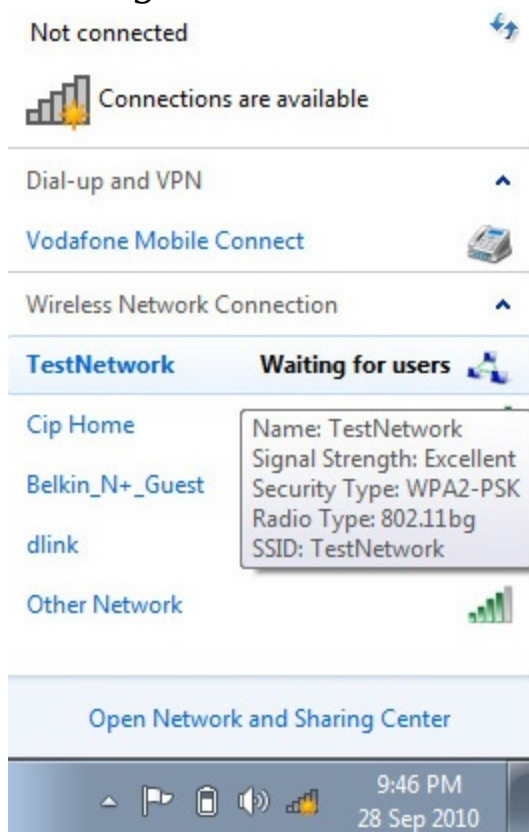 Not connected
Connections are available
Dial-up and VPN
Vodafone Mobile Connect
Wireless Network Connection
TestNetwork Waiting for users
Cip Home
Name: TestNetwork
Signal Strength: Excellent
Belkin_N+_Guest
Security Type: WPA2-PSK
Radio Type: 802.11bg
dlink
SSID: TestNetwork
Other Network
Open Network and Sharing Center
9:46 PM
28 Sep 2010